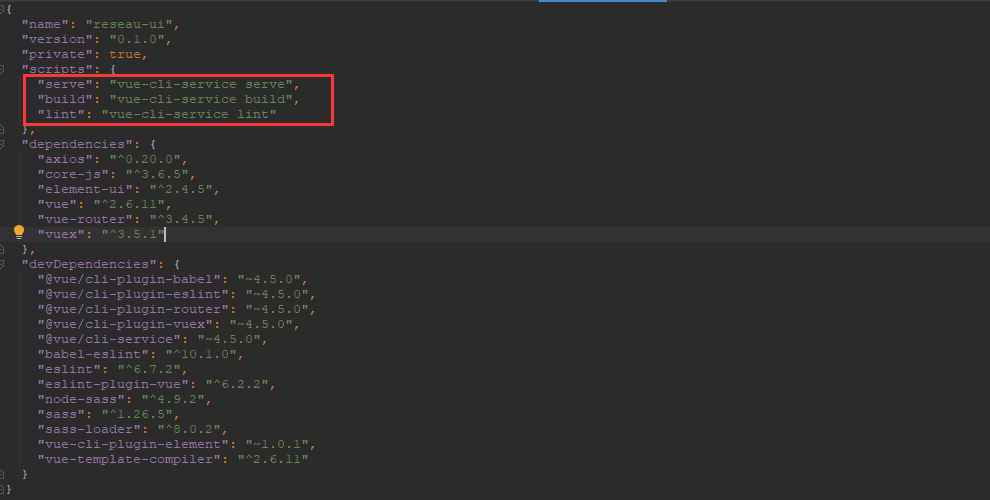 {
"name": "reseau-ui",
"version": "0.1.0",
"private": true,
"scripts": {
"serve": "vue-cli-service serve",
"build": "vue-cli-service build",
"lint": "vue-cli-service lint"
},
"dependencies": {
"axios": "^0.20.0",
"core-js": "^3.6.5",
"element-ui": "^2.4.5",
"vue": "^2.6.11",
"vue-router": "^3.4.5",
"vuex": "^3.5.1"
},
"devDependencies": {
"@vue/cli-plugin-babel": "~4.5.0",
"@vue/cli-plugin-eslint": "~4.5.0",
"@vue/cli-plugin-router": "~4.5.0",
"@vue/cli-plugin-vuex": "~4.5.0",
"@vue/cli-service": "~4.5.0",
"babel-eslint": "^10.1.0",
"eslint": "^6.7.2",
"eslint-plugin-vue": "^6.2.2",
"node-sass": "^4.9.2",
"sass": "^1.26.5",
"sass-loader": "^8.0.2",
"vue-cli-plugin-element": "~1.0.1",
"vue-template-compiler": "^2.6.11"
}
}